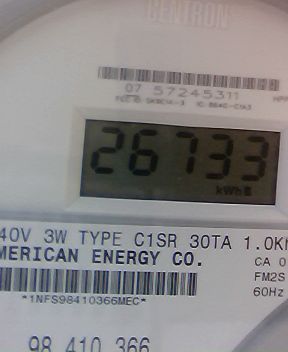 CENTRON
07 57245311
26733
kWh
40V 3W TYPE C1SR 30TA 1.0K
MERICAN ENERGY CO.
CA 0
FM2S
60Hz
*1NFS98410366MEC*
98 410 366